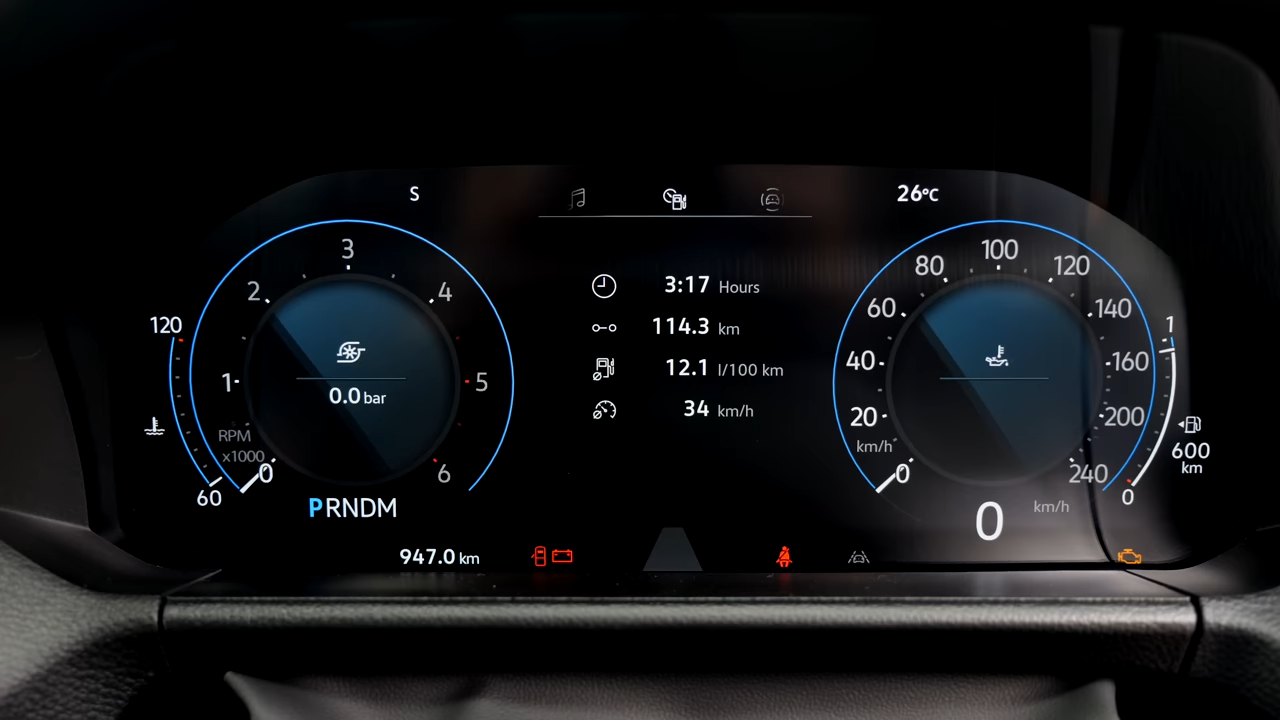 S
26°C
3
2
4
1
5
RPM
x1000
0
6
120
60
0.0 bar
PRNDM
947.0 km
3:17 Hours
114.3 km
12.1 l/100 km
34 km/h
100
80
120
60
140
40
160
20
200
km/h
0
240
0
km/h
1
600
km
0